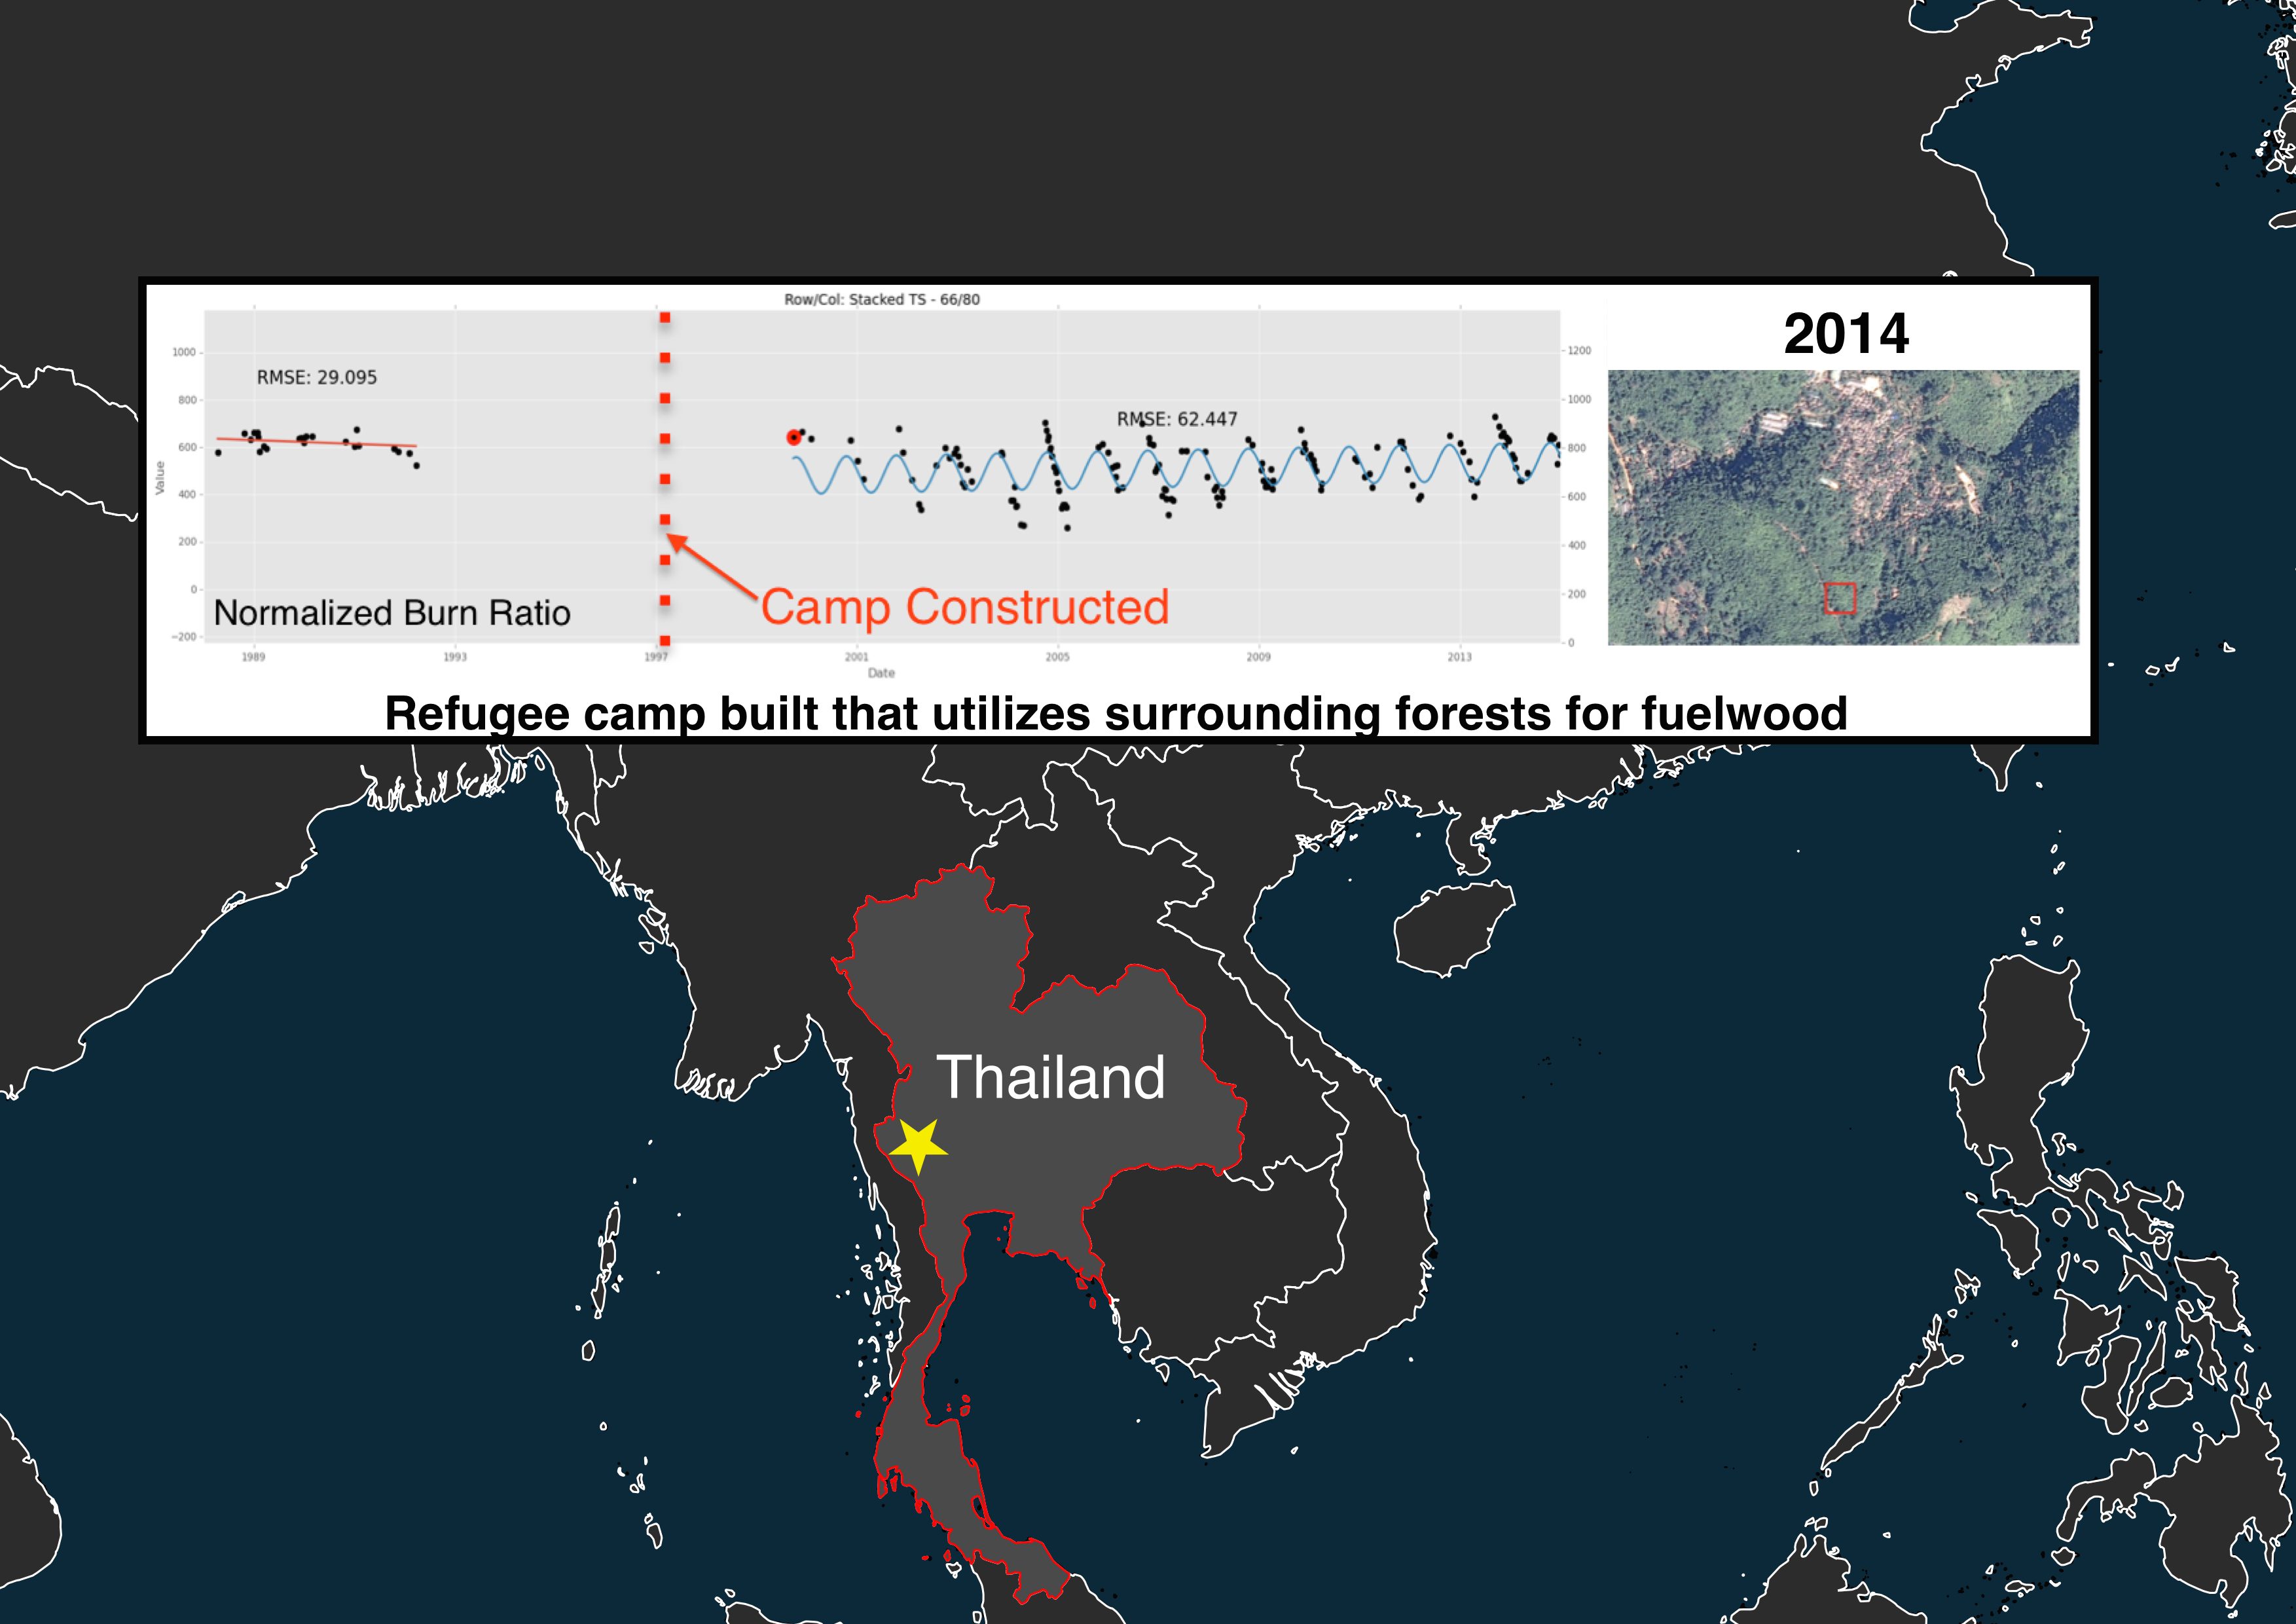 Row/Col: Stacked TS - 66/80
2014
1000
800
600
400
200
0
−200
Value
RMSE: 29.095
RMSE: 62.447
1200
1000
800
600
400
200
0
Camp Constructed
Normalized Burn Ratio
1989
1993
1997
2001
2005
2009
2013
Date
Refugee camp built that utilizes surrounding forests for fuelwood
Thailand